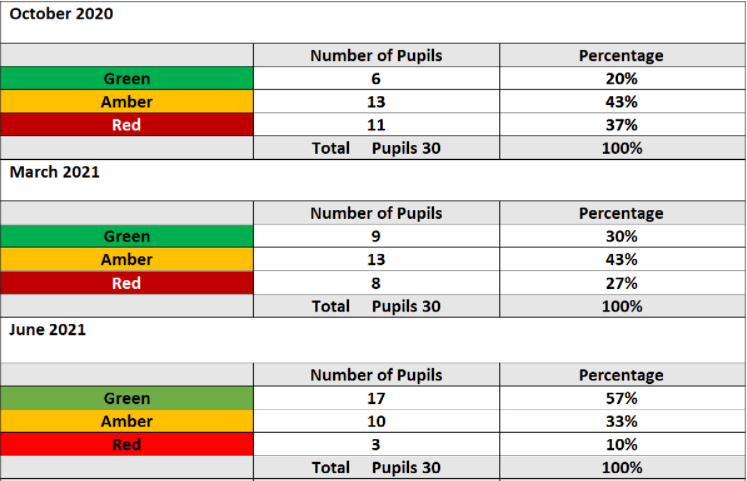 October 2020
Number of Pupils Percentage
Green 6 20%
Amber 13 43%
Red 11 37%
Total Pupils 30 100%
March 2021
Number of Pupils Percentage
Green 9 30%
Amber 13 43%
Red 8 27%
Total Pupils 30 100%
June 2021
Number of Pupils Percentage
Green 17 57%
Amber 10 33%
Red 3 10%
Total Pupils 30 100%